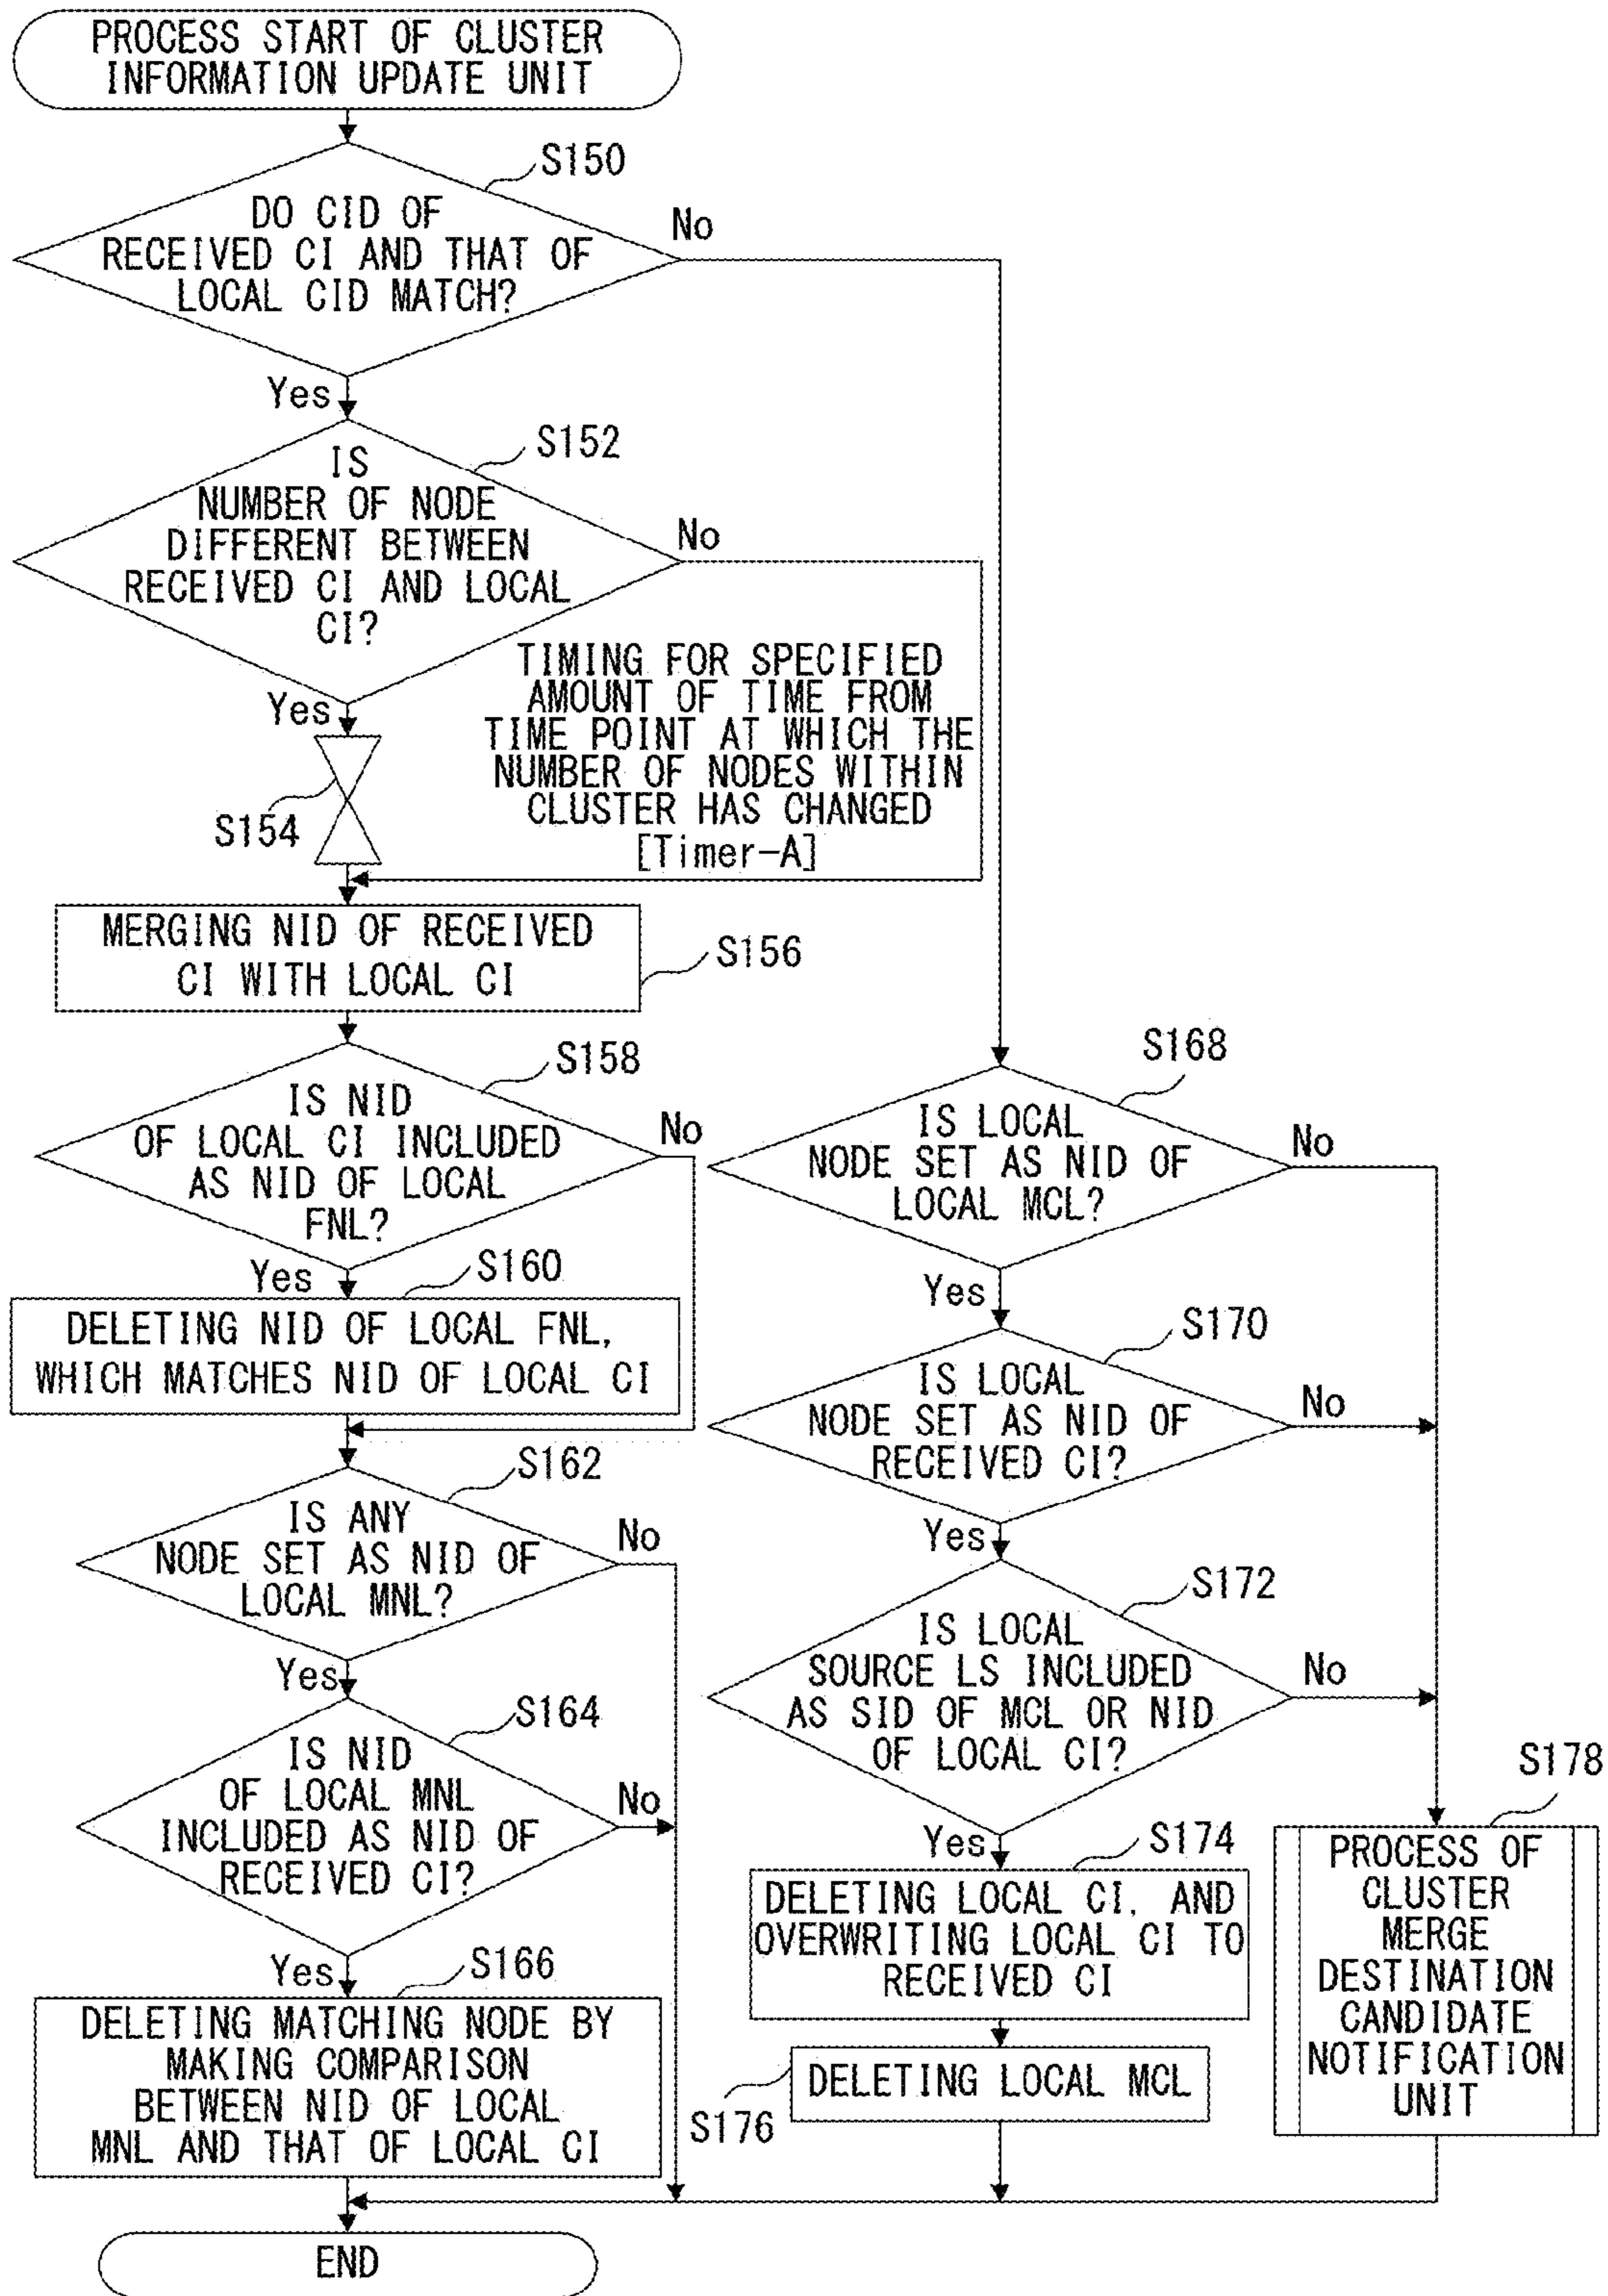 PROCESS START OF CLUSTER
INFORMATION UPDATE UNIT
S150
DO CID OF
RECEIVED CI AND THAT OF
LOCAL CID MATCH?
No
Yes
S152
IS
NUMBER OF NODE
DIFFERENT BETWEEN
RECEIVED CI AND LOCAL
CI?
No
Yes
TIMING FOR SPECIFIED
AMOUNT OF TIME FROM
TIME POINT AT WHICH THE
NUMBER OF NODES WITHIN
CLUSTER HAS CHANGED
[Timer-A]
S154
MERGING NID OF RECEIVED
CI WITH LOCAL CI
S156
S158
IS NID
OF LOCAL CI INCLUDED
AS NID OF LOCAL
FNL?
No
Yes
S160
DELETING NID OF LOCAL FNL,
WHICH MATCHES NID OF LOCAL CI
S162
IS ANY
NODE SET AS NID OF
LOCAL MNL?
No
Yes
S164
IS NID
OF LOCAL MNL
INCLUDED AS NID OF
RECEIVED CI?
No
Yes
S166
DELETING MATCHING NODE BY
MAKING COMPARISON
BETWEEN NID OF LOCAL
MNL AND THAT OF LOCAL CI
S168
IS LOCAL
NODE SET AS NID OF
LOCAL MCL?
No
Yes
S170
IS LOCAL
NODE SET AS NID OF
RECEIVED CI?
No
Yes
S172
IS LOCAL
SOURCE LS INCLUDED
AS SID OF MCL OR NID
OF LOCAL CI?
No
Yes
S174
DELETING LOCAL CI, AND
OVERWRITING LOCAL CI TO
RECEIVED CI
DELETING LOCAL MCL
S176
S178
PROCESS OF
CLUSTER
MERGE
DESTINATION
CANDIDATE
NOTIFICATION
UNIT
END